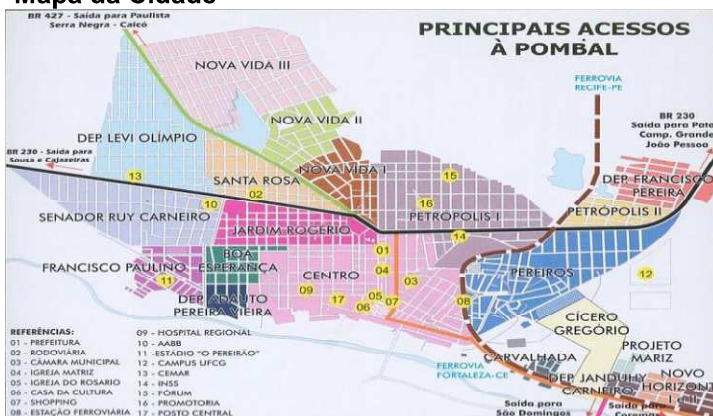 Mapa da Cidade
BR 427 - Saída para Paulista
Serra Negra - Caicó
PRINCIPAIS ACESSOS
À POMBAL
NOVA VIDA III
FERROVIA
RECIFE-PE
BR 230
Saída para
Camp. Grande
João Pessoa
NOVA VIDA II
DEP. LEVI OLÍMPIO
BR 230 - Saída para
Sousa e Cajazeiras
NOVA VIDA I
15
DEP. FRANCISCO
PEREIRA
13
SANTA ROSA
02
16
10
PETRÓPOLIS I
PETRÓPOLIS II
SENADOR RUY CARNEIRO
JARDIM ROGÉRIO
14
01
BOA
ESPERANÇA
FRANCISCO PAULINO
11
CENTRO
04
03
PEREIROS
12
DEP. ADAUTO
PEREIRA VIEIRA
09
17
05
06
07
08
CÍCERO
GREGÓRIO
PROJETO
MARIZ
FERROVIA
FORTALEZA-CE
CARVALHADA
DEP. JANDUHY
CARNEIRO
NOVO
Saída para
São Domingos
Saída para
REFERÊNCIAS:
01 - PREFEITURA
02 - RODOVIÁRIA
03 - CÂMARA MUNICIPAL
04 - IGREJA MATRIZ
05 - IGREJA DO ROSARIO
06 - CASA DA CULTURA
07 - SHOPPING
08 - ESTAÇÃO FERROVIÁRIA
09 - HOSPITAL REGIONAL
10 - AABB
11 - ESTÁDIO "O PEREIRÃO"
12 - CAMPUS UFCG
13 - CEMAR
14 - INSS
15 - FÓRUM
16 - PROMOTORIA
17 - POSTO CENTRAL